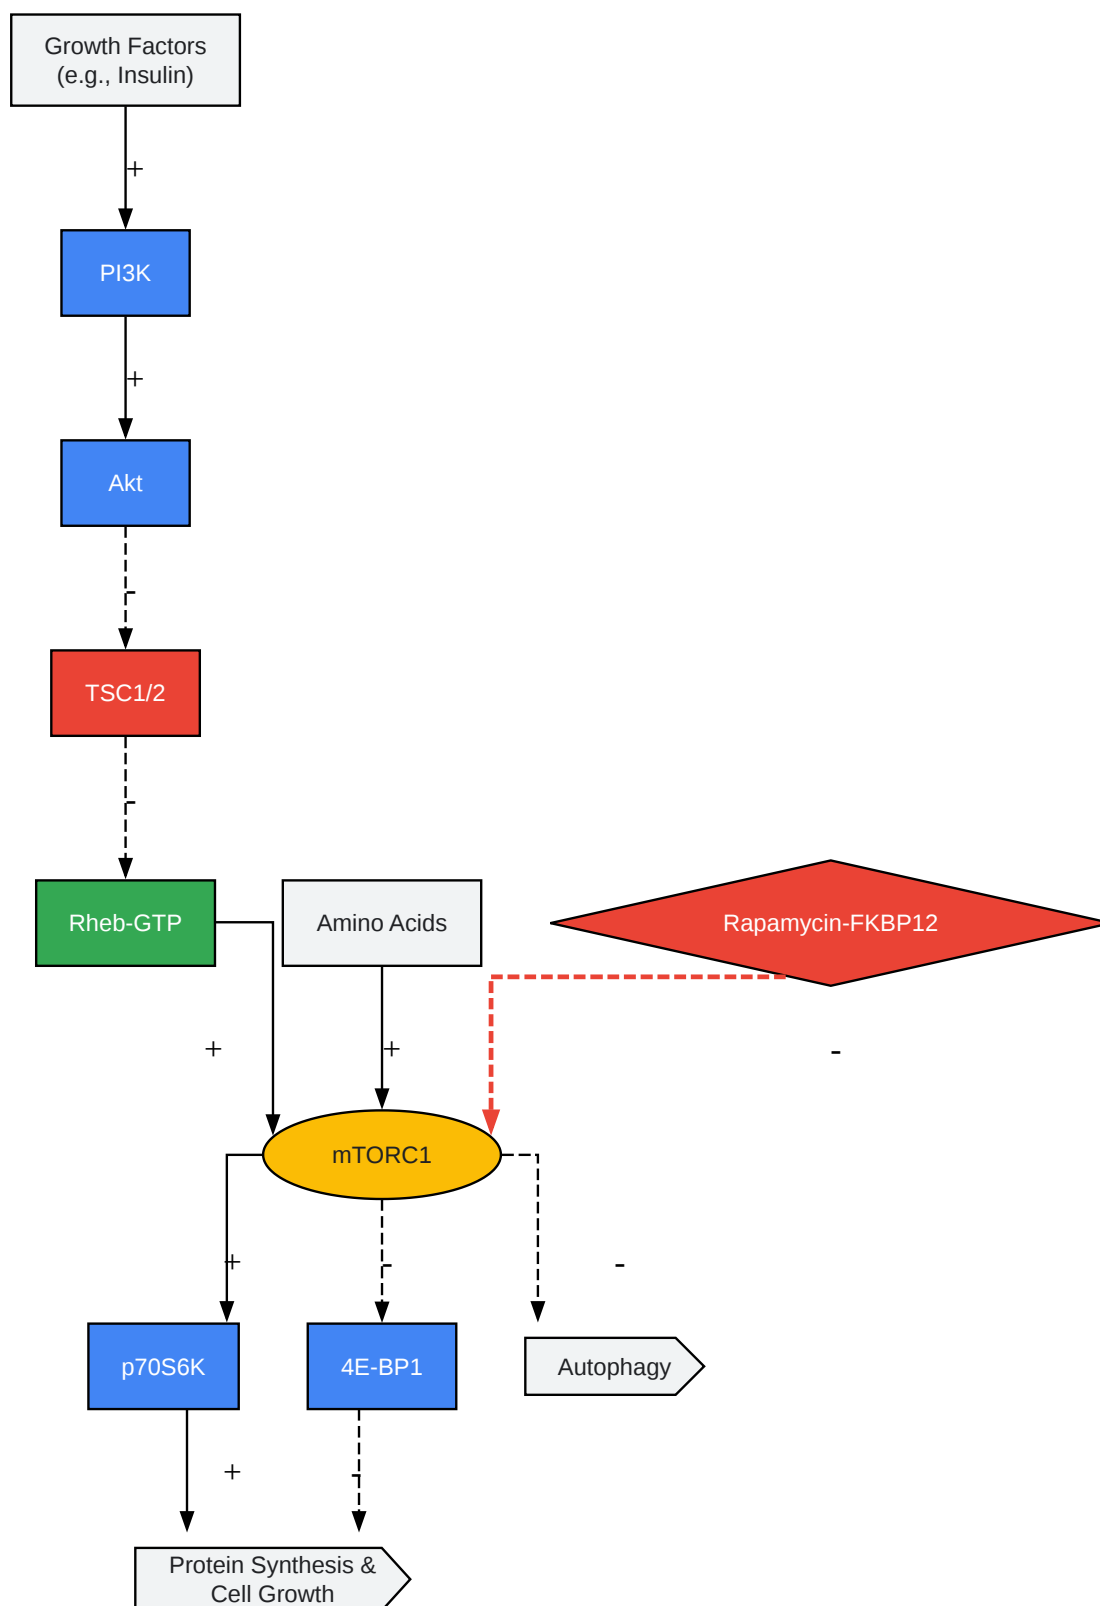 Growth Factors
(e.g., Insulin)
+
PI3K
+
Akt
-
TSC1/2
-
Rheb-GTP
Amino Acids
Rapamycin-FKBP12
+
+
-
mTORC1
+
-
-
p70S6K
4E-BP1
Autophagy
+
-
Protein Synthesis &
Cell Growth